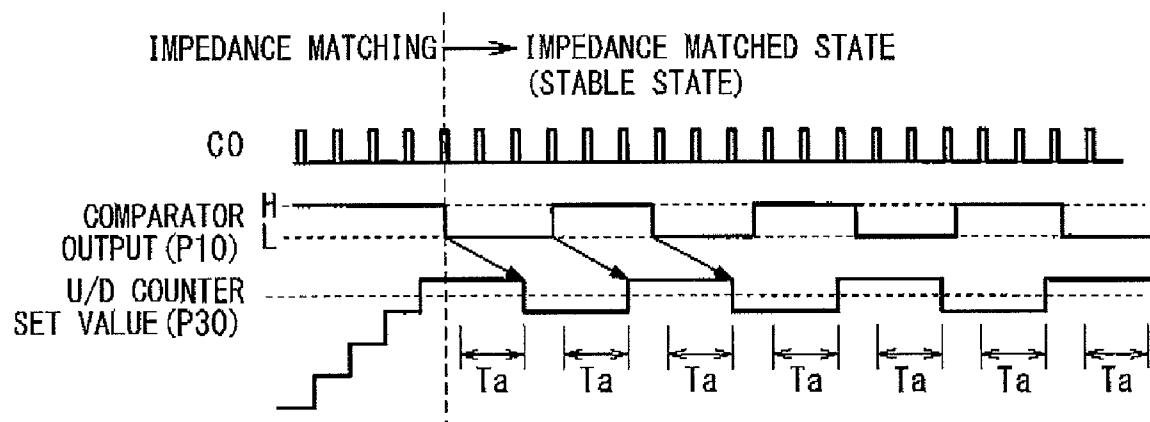 IMPEDANCE MATCHING
IMPEDANCE MATCHED STATE
(STABLE STATE)
CO
COMPARATOR
OUTPUT(P10)
H
L
U/D COUNTER
SET VALUE(P30)
Ta Ta Ta Ta Ta Ta Ta